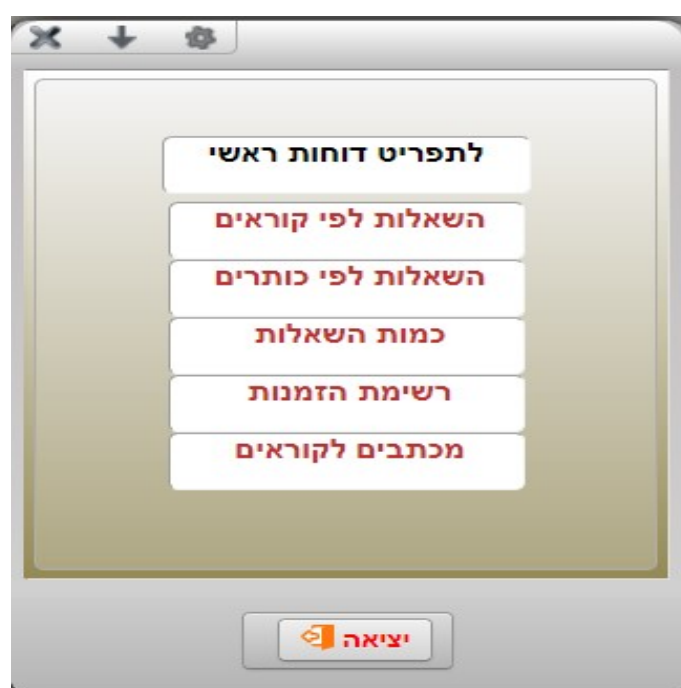 לתפריט דוחות ראשי
השאלות לפי קוראים
השאלות לפי כותרים
כמות השאלות
רשימת הזמנות
מכתבים לקוראים
יציאה